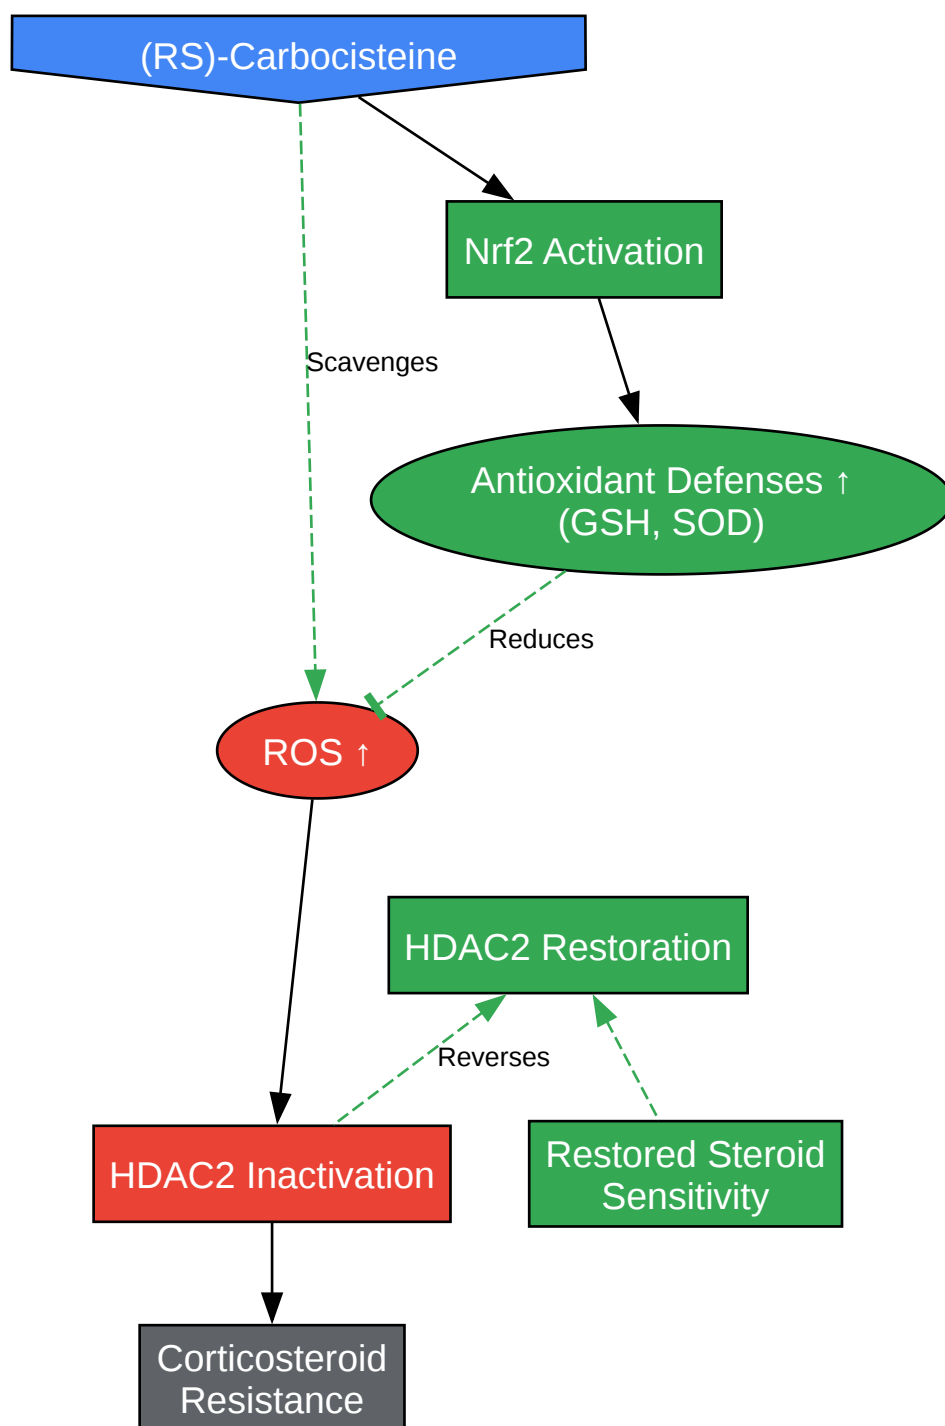 (RS)-Carbocisteine
Nrf2 Activation
Scavenges
Antioxidant Defenses ↑
(GSH, SOD)
Reduces
ROS ↑
HDAC2 Restoration
Reverses
HDAC2 Inactivation
Restored Steroid
Sensitivity
Corticosteroid
Resistance